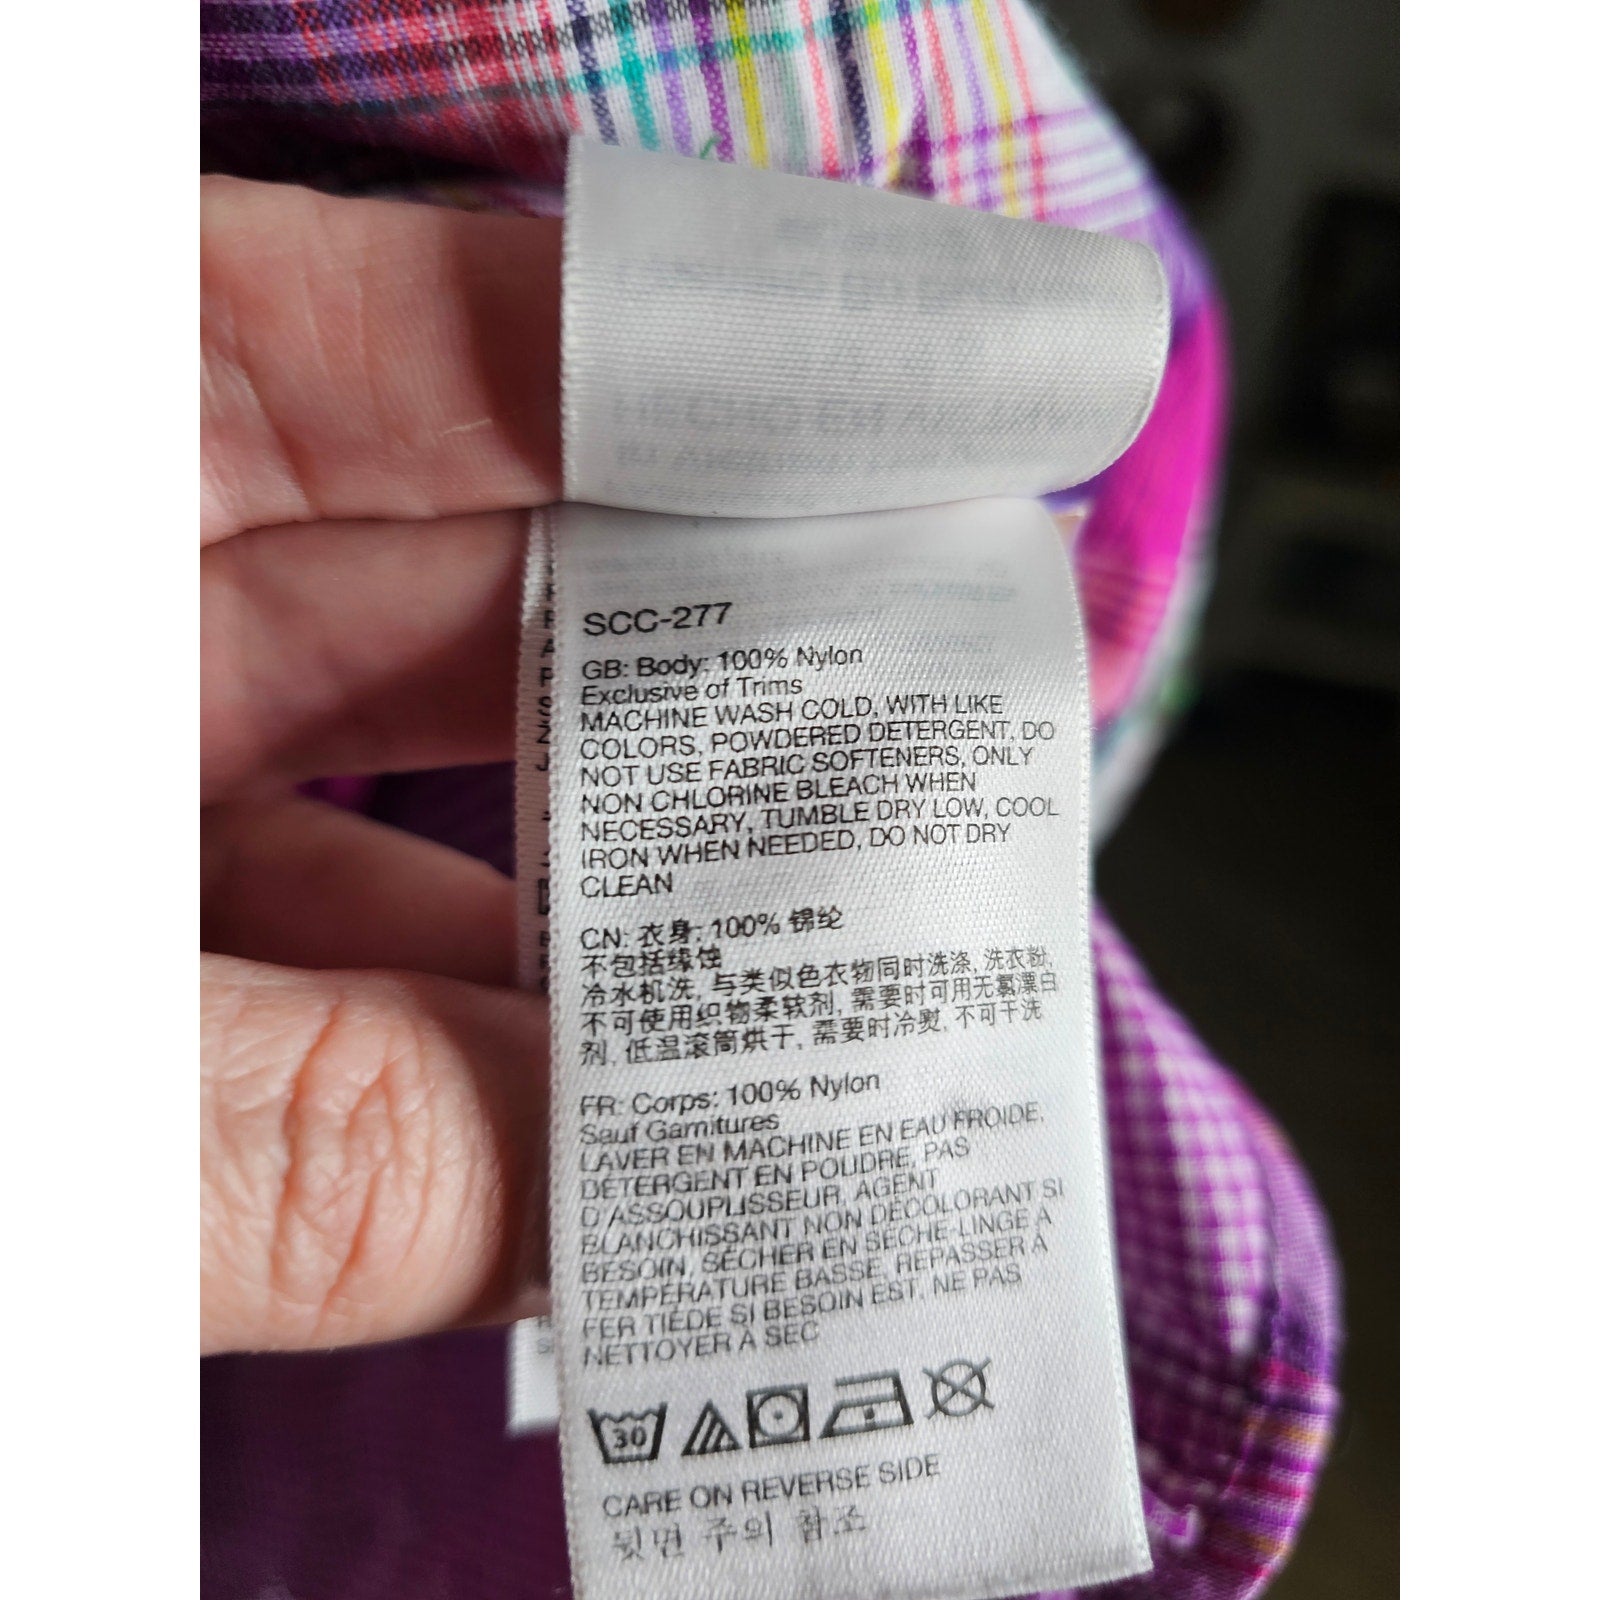 SCC-277
GB: Body: 100% Nylon
Exclusive of Trims
MACHINE WASH COLD, WITH LIKE
COLORS, POWDERED DETERGENT, DO
NOT USE FABRIC SOFTENERS, ONLY
NON CHLORINE BLEACH WHEN
NECESSARY, TUMBLE DRY LOW, COOL
IRON WHEN NEEDED, DO NOT DRY
CLEAN
CN: 衣身: 100% 锦纶
不包括缘蚀
冷水机洗, 与类似色衣物同时洗涤, 洗衣粉,
不可使用织物柔软剂, 需要时可用无氯漂白
剂, 低温滚筒烘干, 需要时冷熨, 不可干洗
FR: Corps: 100% Nylon
Sauf Garnitures
LAVER EN MACHINE EN EAU FROIDE,
DÉTERGENT EN POUDRE, PAS
D'ASSOUPLISSEUR, AGENT
BLANCHISSANT NON DÉCOLORANT SI
BESOIN, SÉCHER EN SÈCHE-LINGE À
TEMPÉRATURE BASSE, REPASSER À
FER TIÈDE SI BESOIN EST, NE PAS
NETTOYER À SEC
30
CARE ON REVERSE SIDE
뒷면 주의 참조